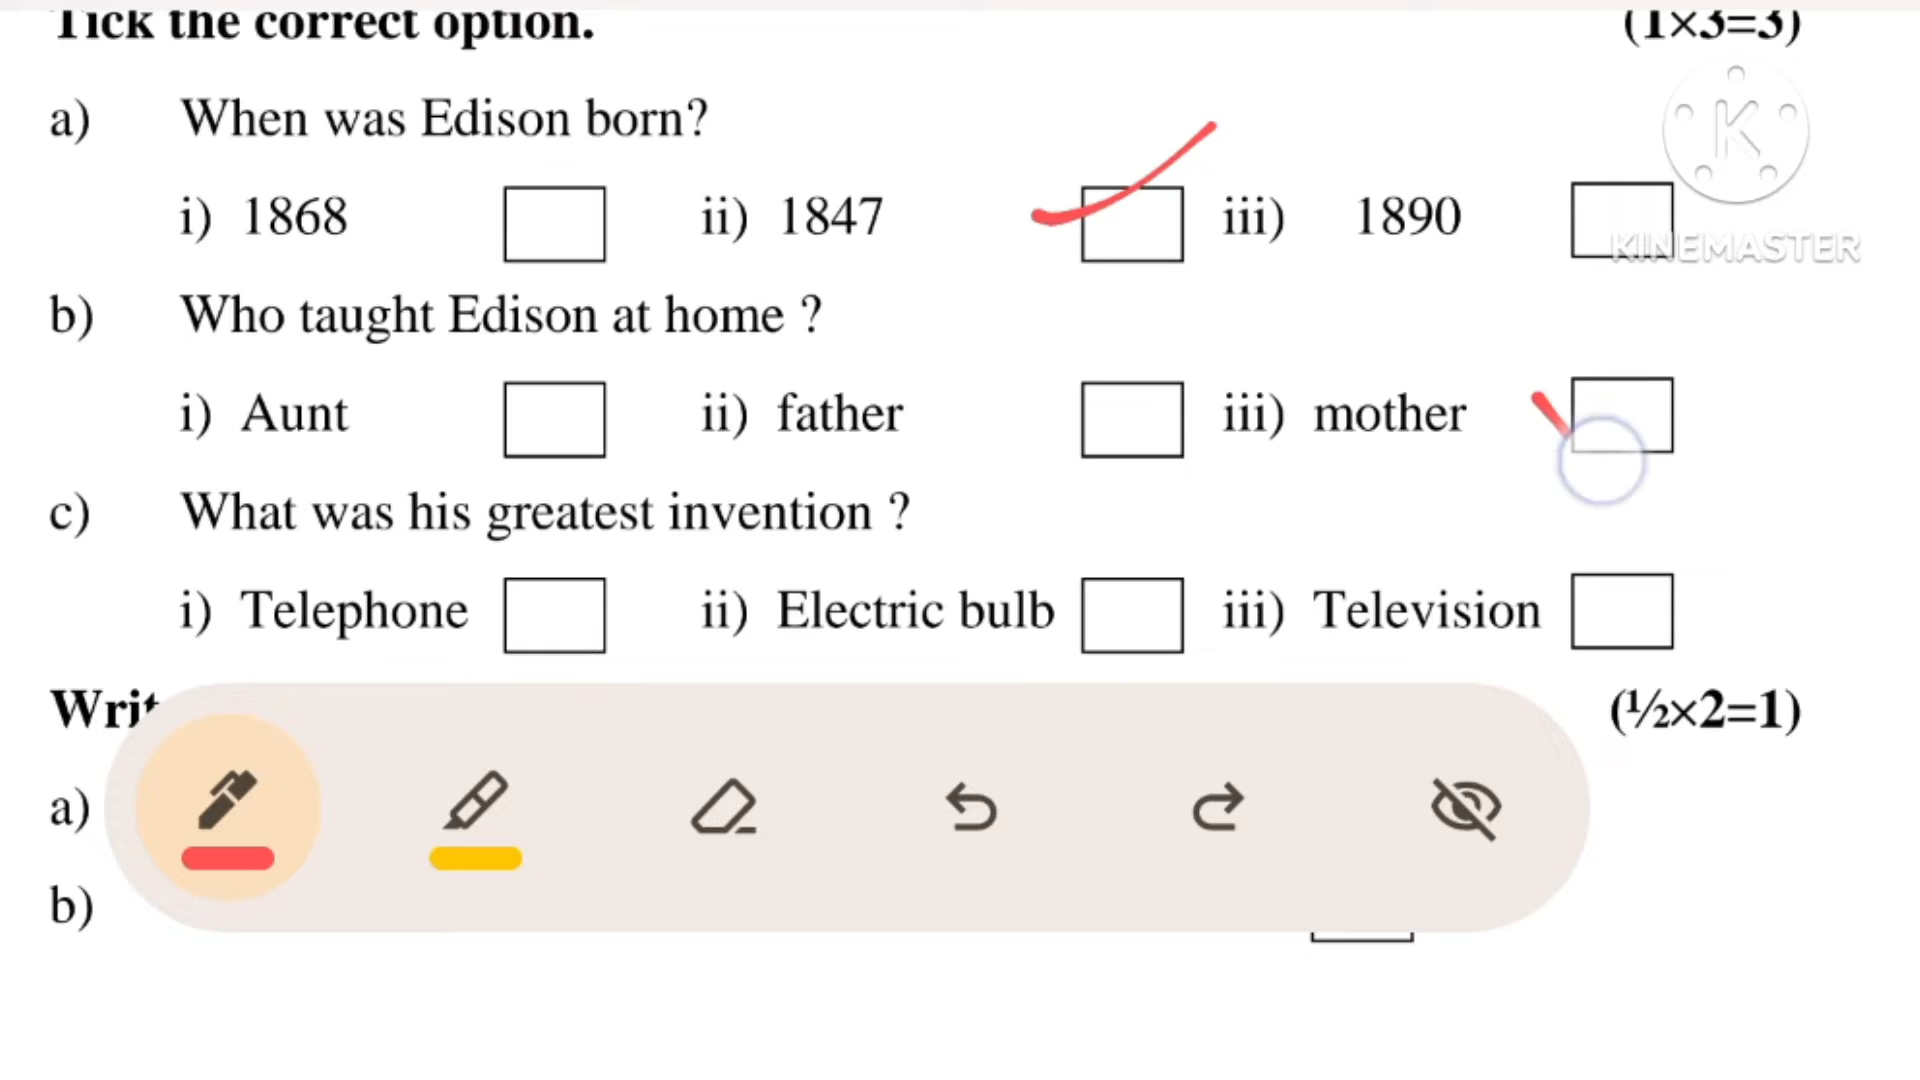 Tick the correct option. (1×3=3)
a) When was Edison born?
i) 1868 ii) 1847 iii) 1890
KINEMASTER
b) Who taught Edison at home ?
i) Aunt ii) father iii) mother
c) What was his greatest invention ?
i) Telephone ii) Electric bulb iii) Television
(½×2=1)
a)
b)